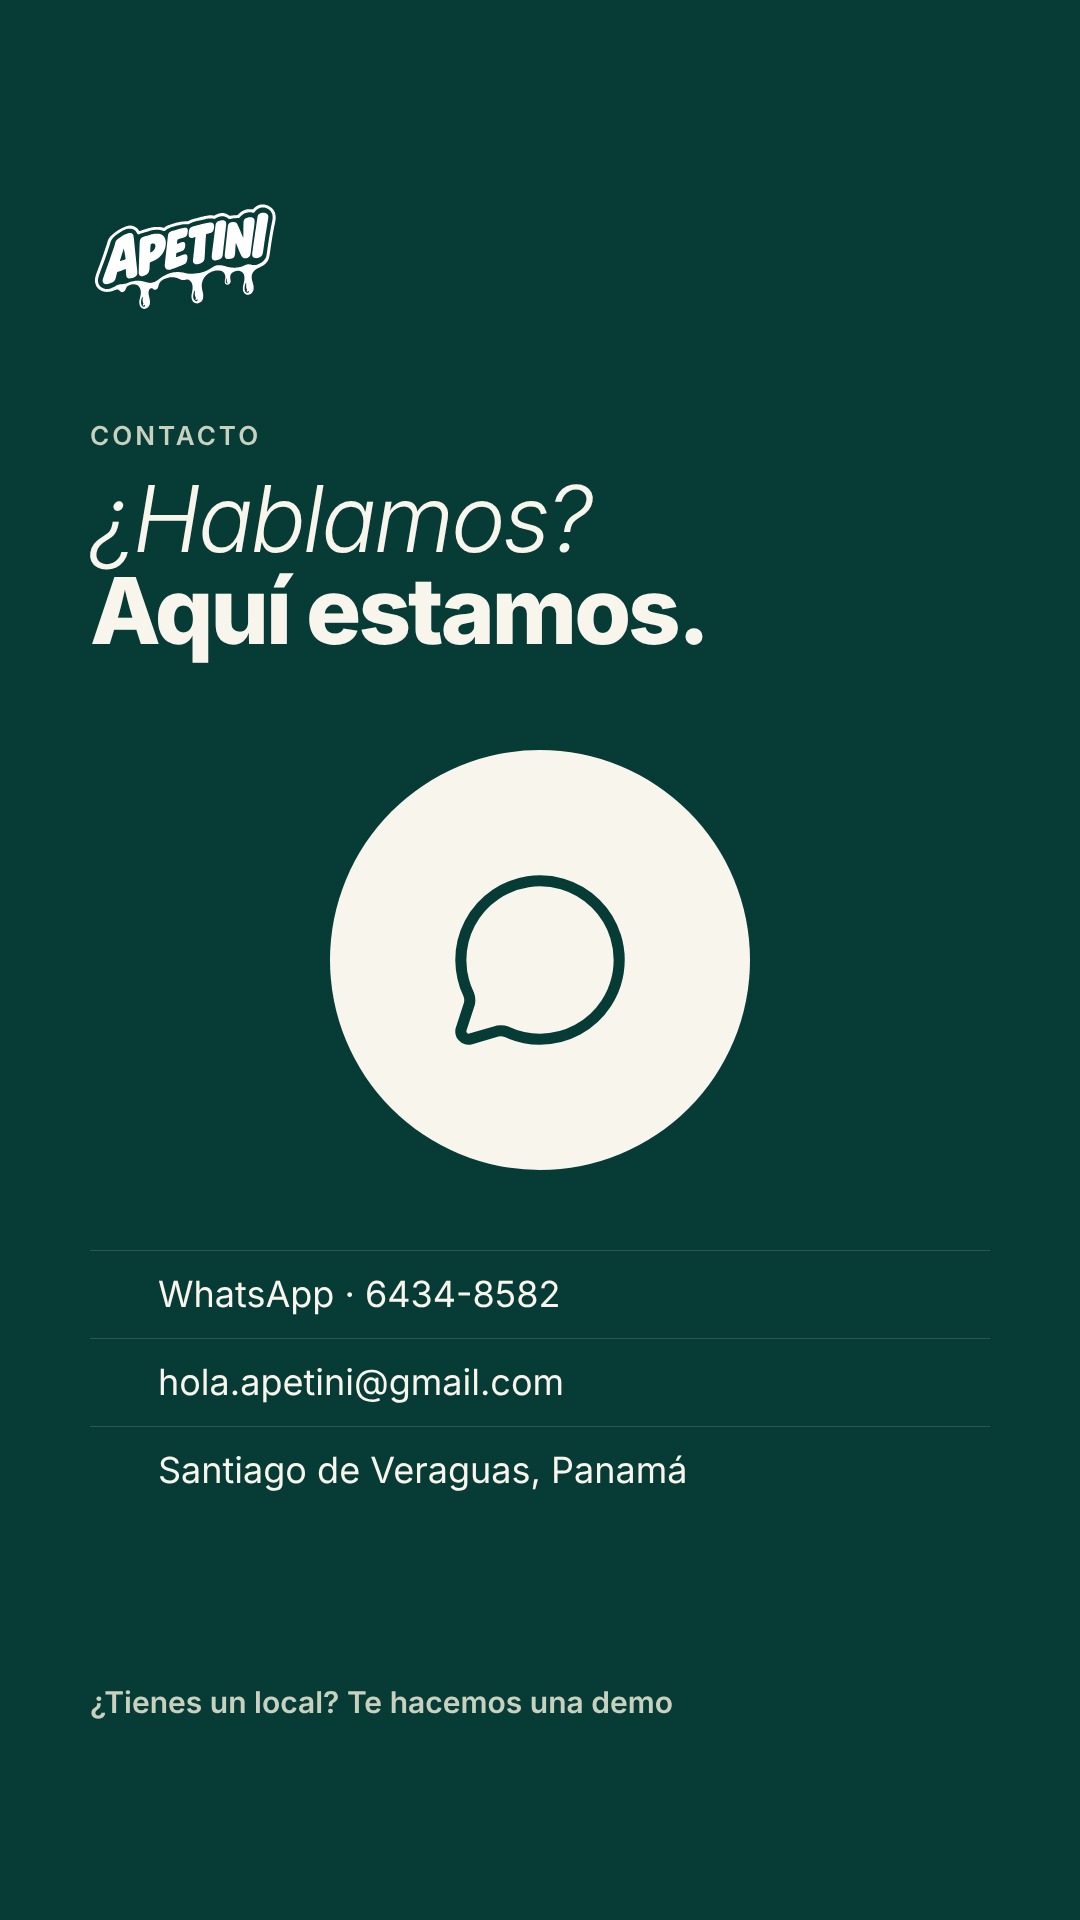 APETINI
CONTACTO
¿Hablamos?
Aquí estamos.
WhatsApp · 6434-8582
hola.apetini@gmail.com
Santiago de Veraguas, Panamá
¿Tienes un local? Te hacemos una demo